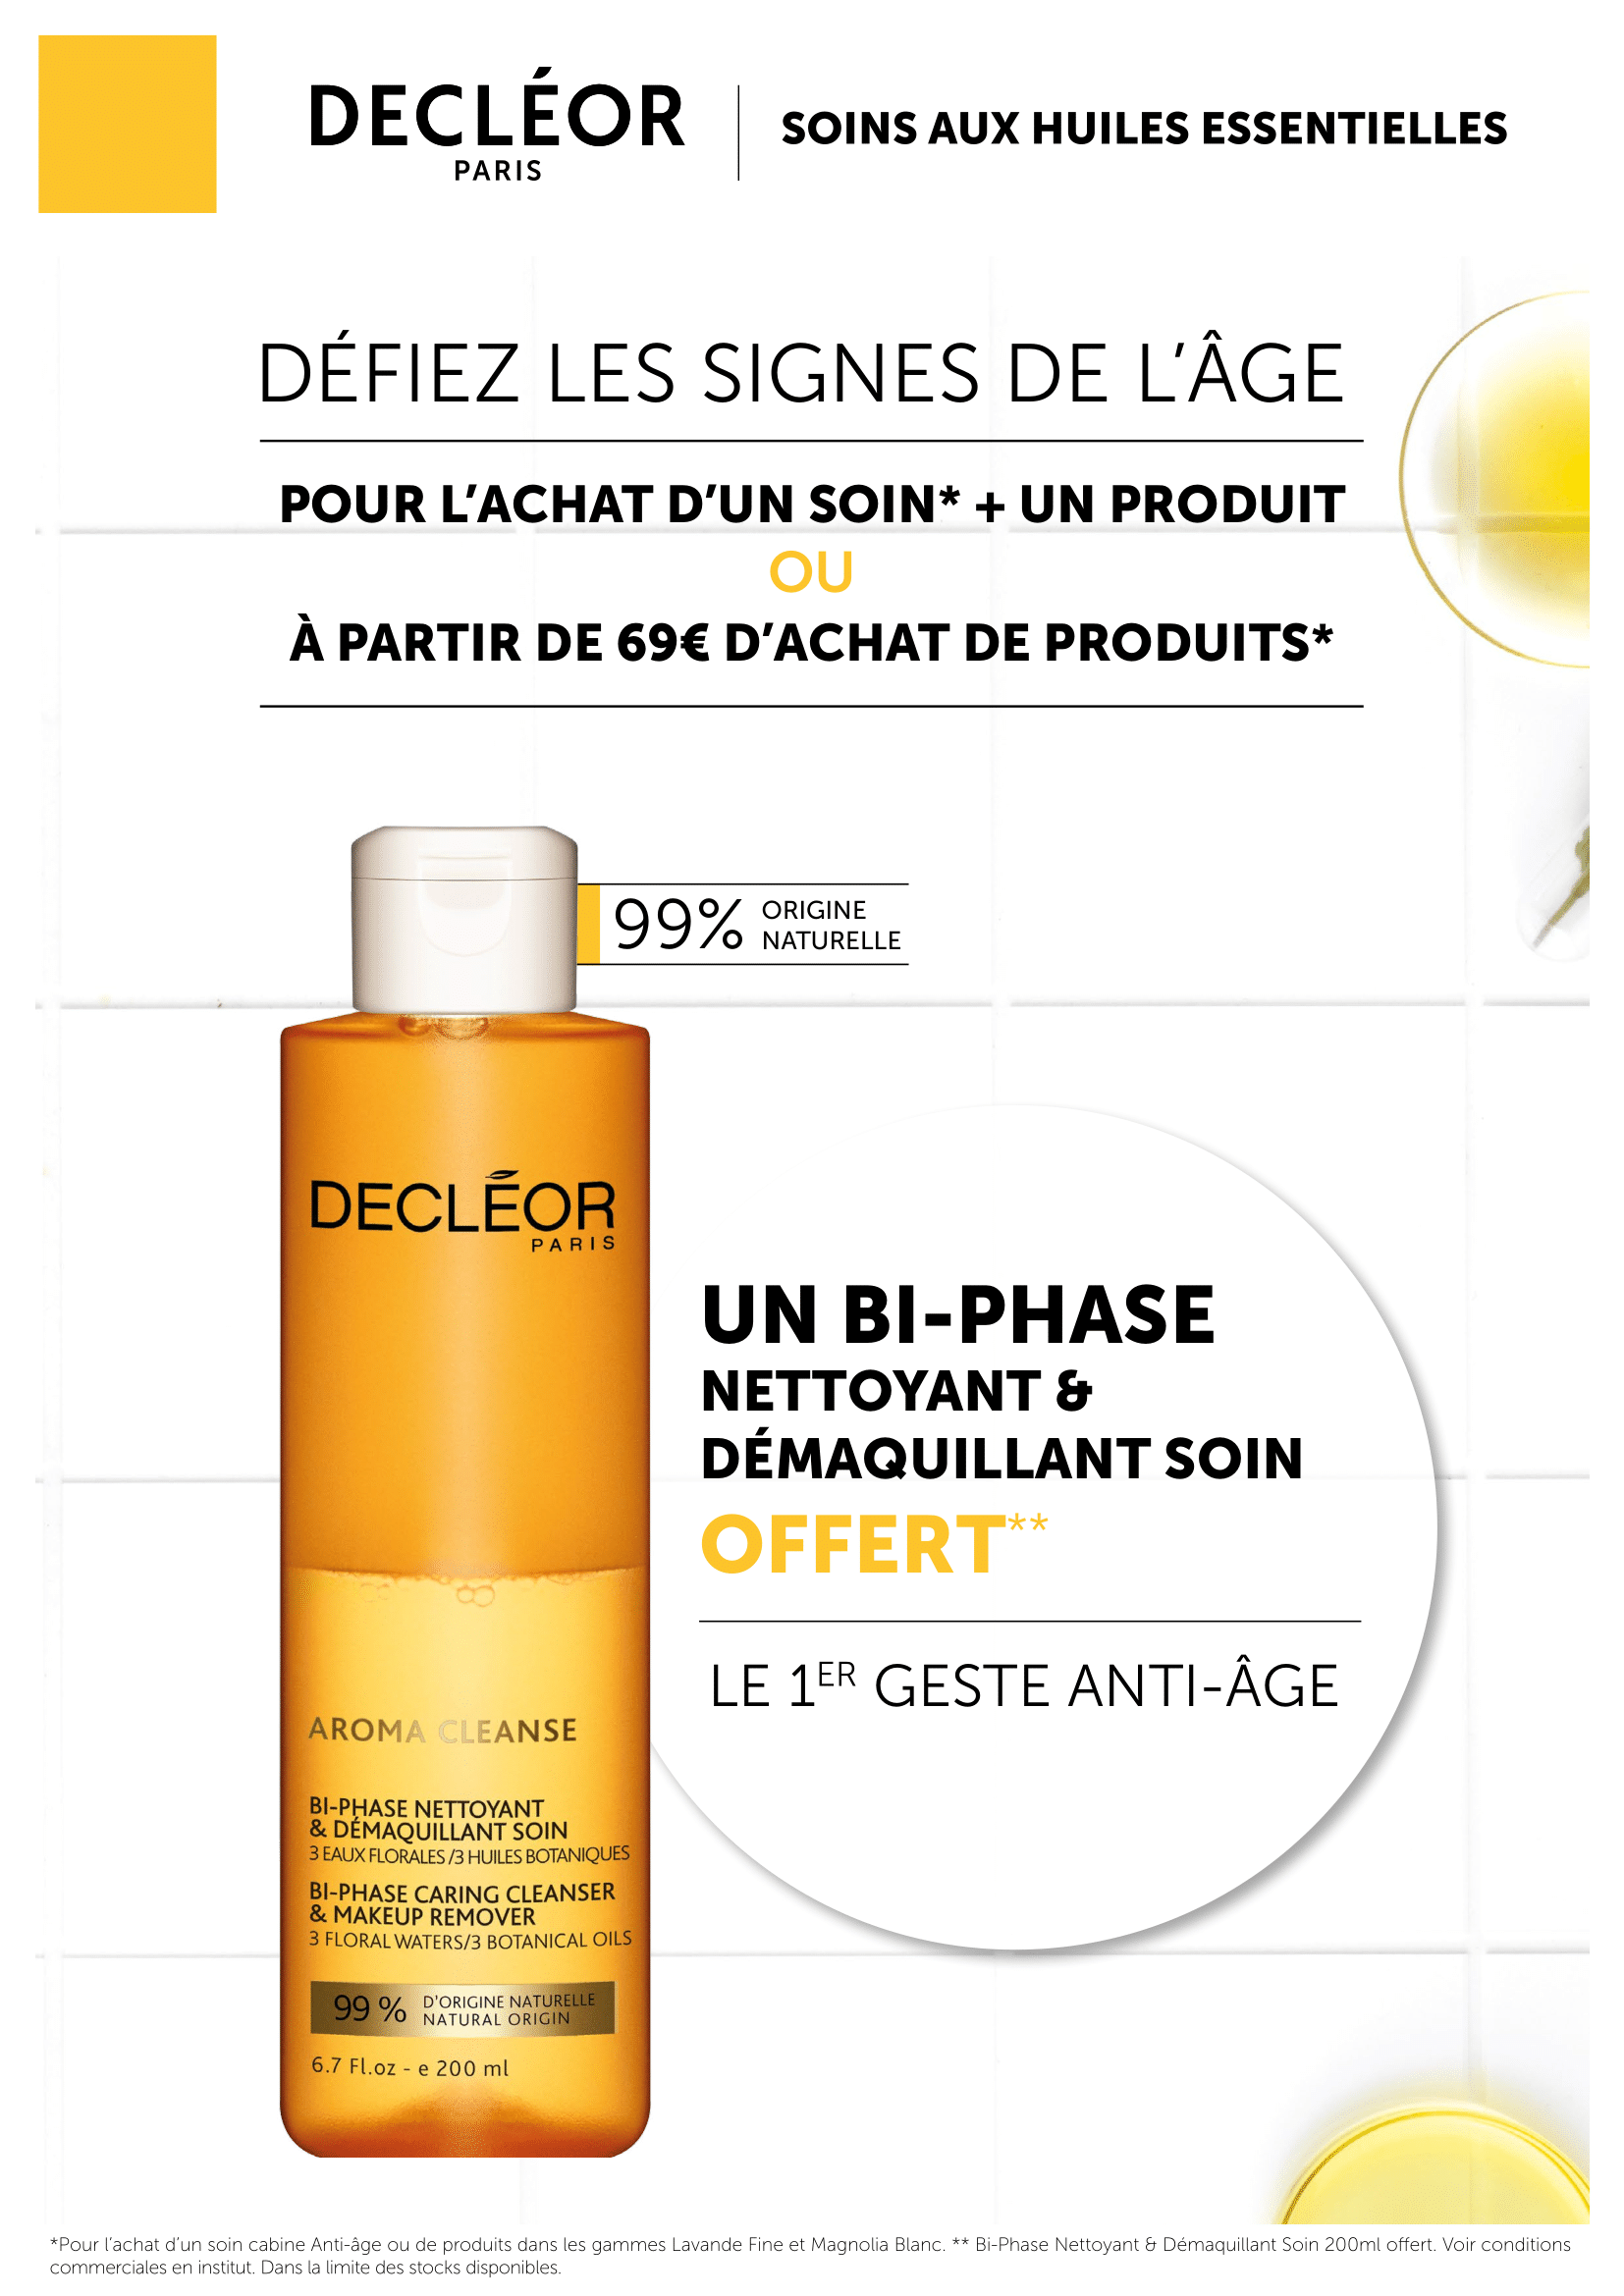 DECLÉOR
PARIS
SOINS AUX HUILES ESSENTIELLES
DÉFIEZ LES SIGNES DE L'ÂGE
POUR L'ACHAT D'UN SOIN* + UN PRODUIT
OU
À PARTIR DE 69€ D'ACHAT DE PRODUITS*
99% ORIGINE
NATURELLE
DECLÉOR
PARIS
UN BI-PHASE
NETTOYANT &
DÉMAQUILLANT SOIN
OFFERT**
LE 1ER GESTE ANTI-ÂGE
AROMA CLEANSE
BI-PHASE NETTOYANT
& DÉMAQUILLANT SOIN
3 EAUX FLORALES /3 HUILES BOTANIQUES
BI-PHASE CARING CLEANSER
& MAKEUP REMOVER
3 FLORAL WATERS/3 BOTANICAL OILS
99 % D'ORIGINE NATURELLE
NATURAL ORIGIN
6.7 Fl.oz - e 200 ml
*Pour l'achat d'un soin cabine Anti-âge ou de produits dans les gammes Lavande Fine et Magnolia Blanc. ** Bi-Phase Nettoyant & Démaquillant Soin 200ml offert. Voir conditions
commerciales en institut. Dans la limite des stocks disponibles.